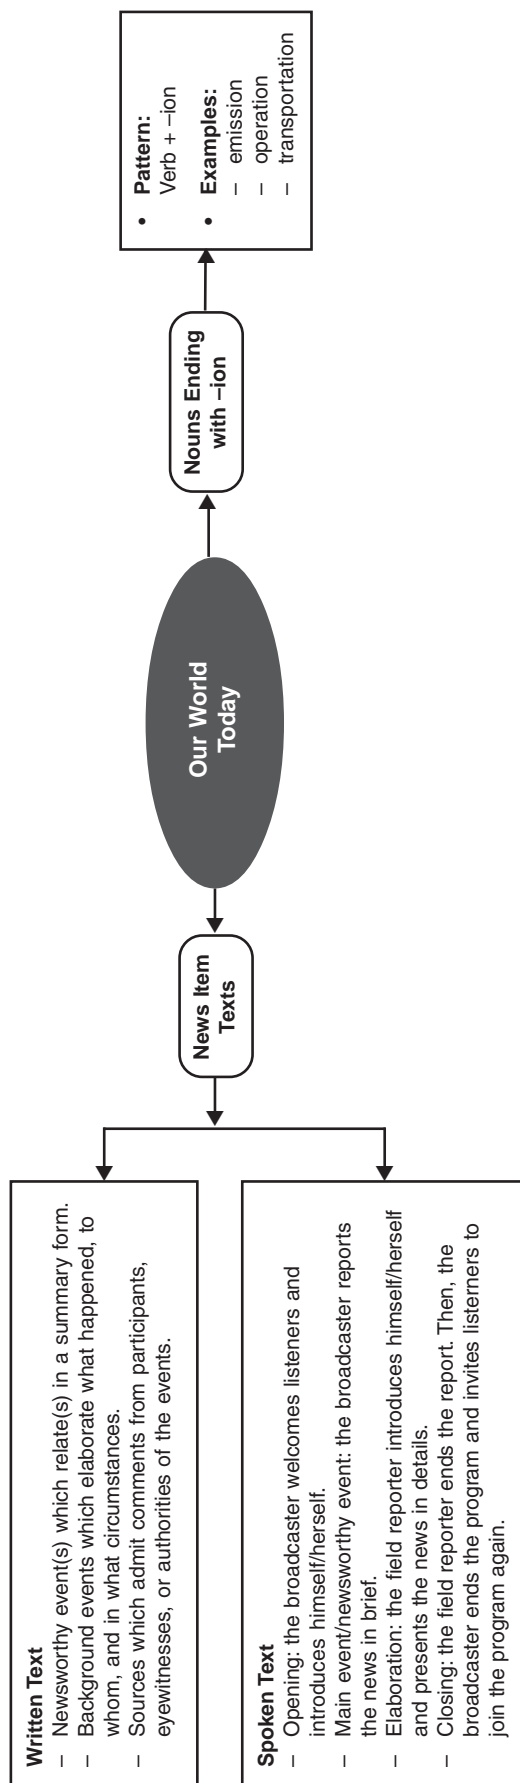 Written Text
– Newsworthy event(s) which relate(s) in a summary form.
– Background events which elaborate what happened, to
whom, and in what circumstances.
– Sources which admit comments from participants,
eyewitnesses, or authorities of the events.
Spoken Text
– Opening: the broadcaster welcomes listeners and
introduces himself/herself.
– Main event/newsworthy event: the broadcaster reports
the news in brief.
– Elaboration: the field reporter introduces himself/herself
and presents the news in details.
– Closing: the field reporter ends the report. Then, the
broadcaster ends the program and invites listerners to
join the program again.
News Item
Texts
Our World
Today
Nouns Ending
with –ion
• Pattern:
Verb + –ion
• Examples:
– emission
– operation
– transportation